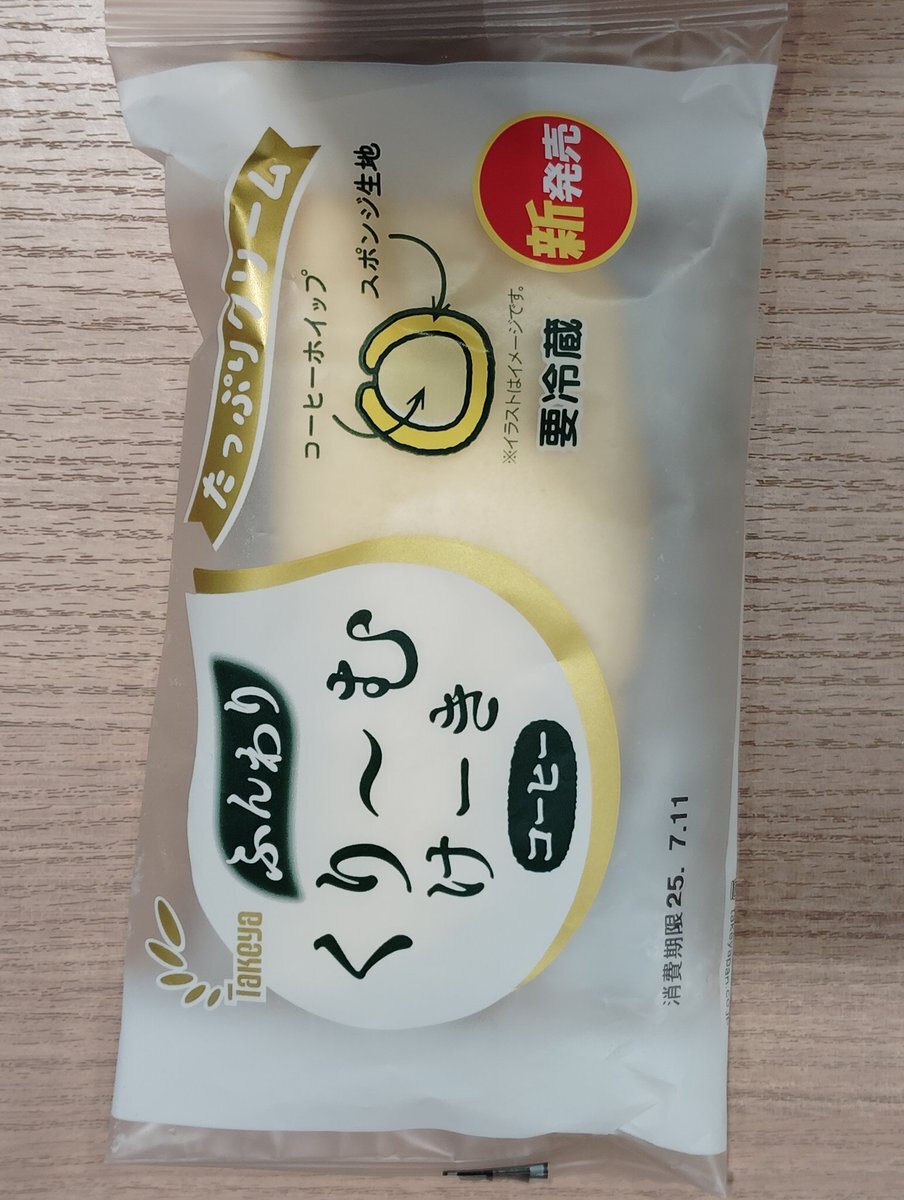 Takeya
ふんわり
くり〜む
けーき
コーヒー
たっぷりクリーム
コーヒーホイップ
スポンジ生地
※イラストはイメージです。
要冷蔵
新発売
消費期限 25. 7.11